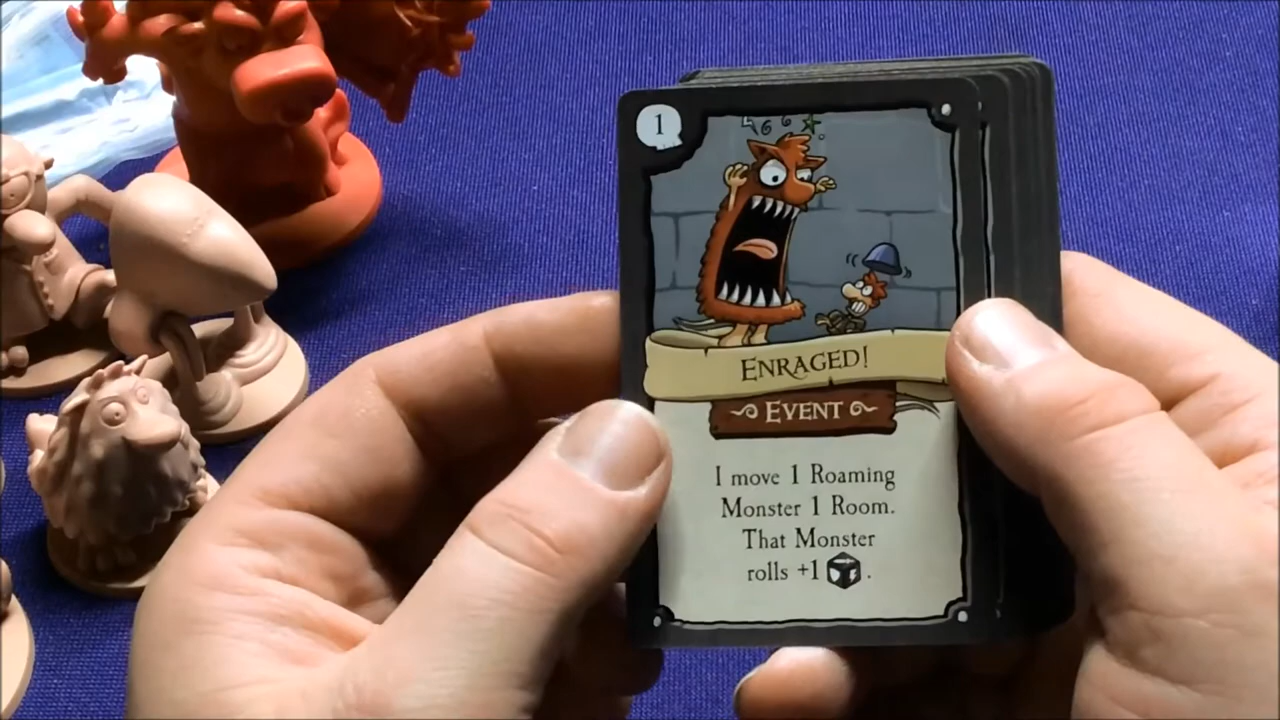 1
ENRAGED!
EVENT
I move 1 Roaming
Monster 1 Room.
That Monster
rolls +1 .